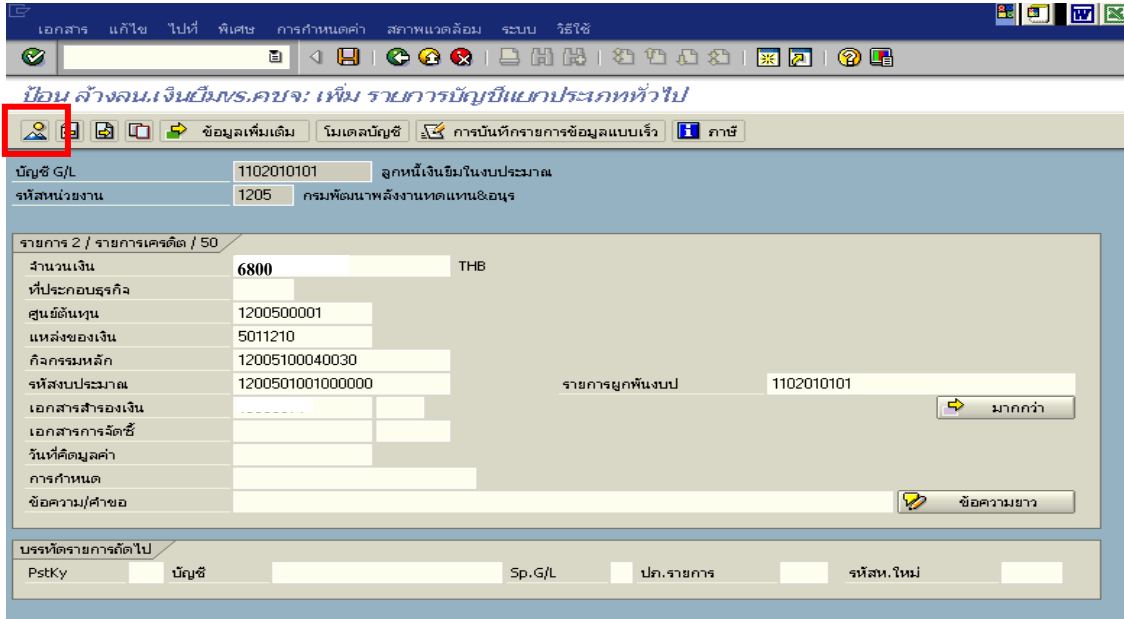 เอกสาร แก้ไข ไปที่ พิเศษ การกำหนดค่า สภาพแวดล้อม ระบบ วิธีใช้
ป้อน ล้างลน.เงินยืม/ร.คบจ: เพิ่ม รายการบัญชีแยกประเภททั่วไป
ข้อมูลเพิ่มเติม โมเดลบัญชี การบันทึกรายการข้อมูลแบบเร็ว ภาษี
บัญชี G/L 1102010101 ลูกหนี้เงินยืมในงบประมาณ
รหัสหน่วยงาน 1205 กรมพัฒนาพลังงานทดแทน&อนุร
รายการ 2 / รายการเครดิต / 50
จำนวนเงิน 6800 THB
ที่ประกอบธุรกิจ
ศูนย์ต้นทุน 1200500001
แหล่งของเงิน 5011210
กิจกรรมหลัก 12005100040030
รหัสงบประมาณ 1200501001000000 รายการผูกพันงบป 1102010101
เอกสารสำรองเงิน มากกว่า
เอกสารการจัดซื้
วันที่คิดมูลค่า
การกำหนด
ข้อความ/คำขอ ข้อความยาว
บรรทัดรายการถัดไป
PstKy บัญชี Sp.G/L ปภ.รายการ รหัสห.ใหม่